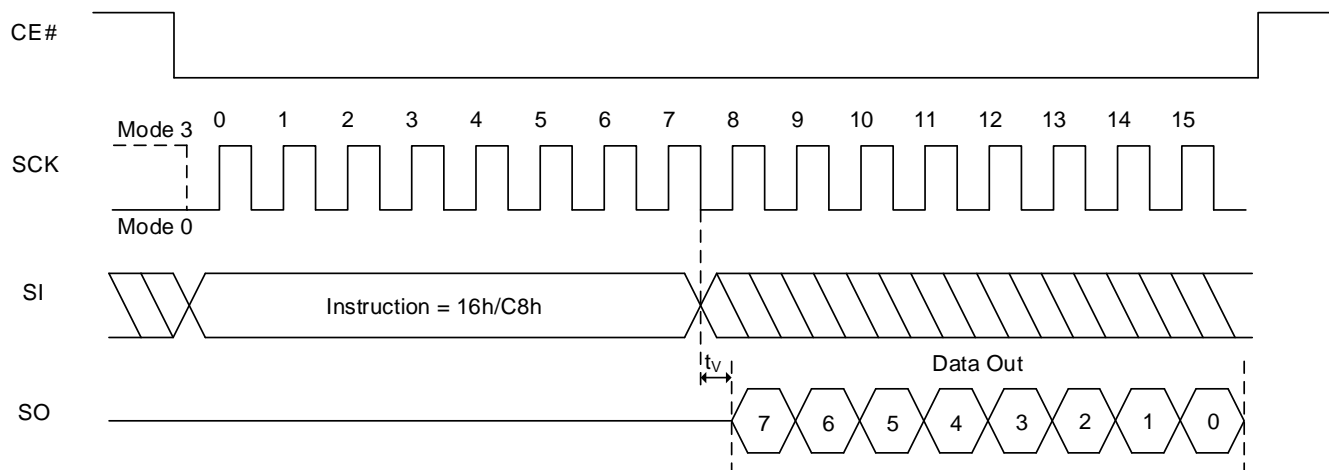 CE#
0 1 2 3 4 5 6 7 8 9 10 11 12 13 14 15
Mode 3
SCK
Mode 0
SI
Instruction = 16h/C8h
tV
Data Out
SO
7 6 5 4 3 2 1 0